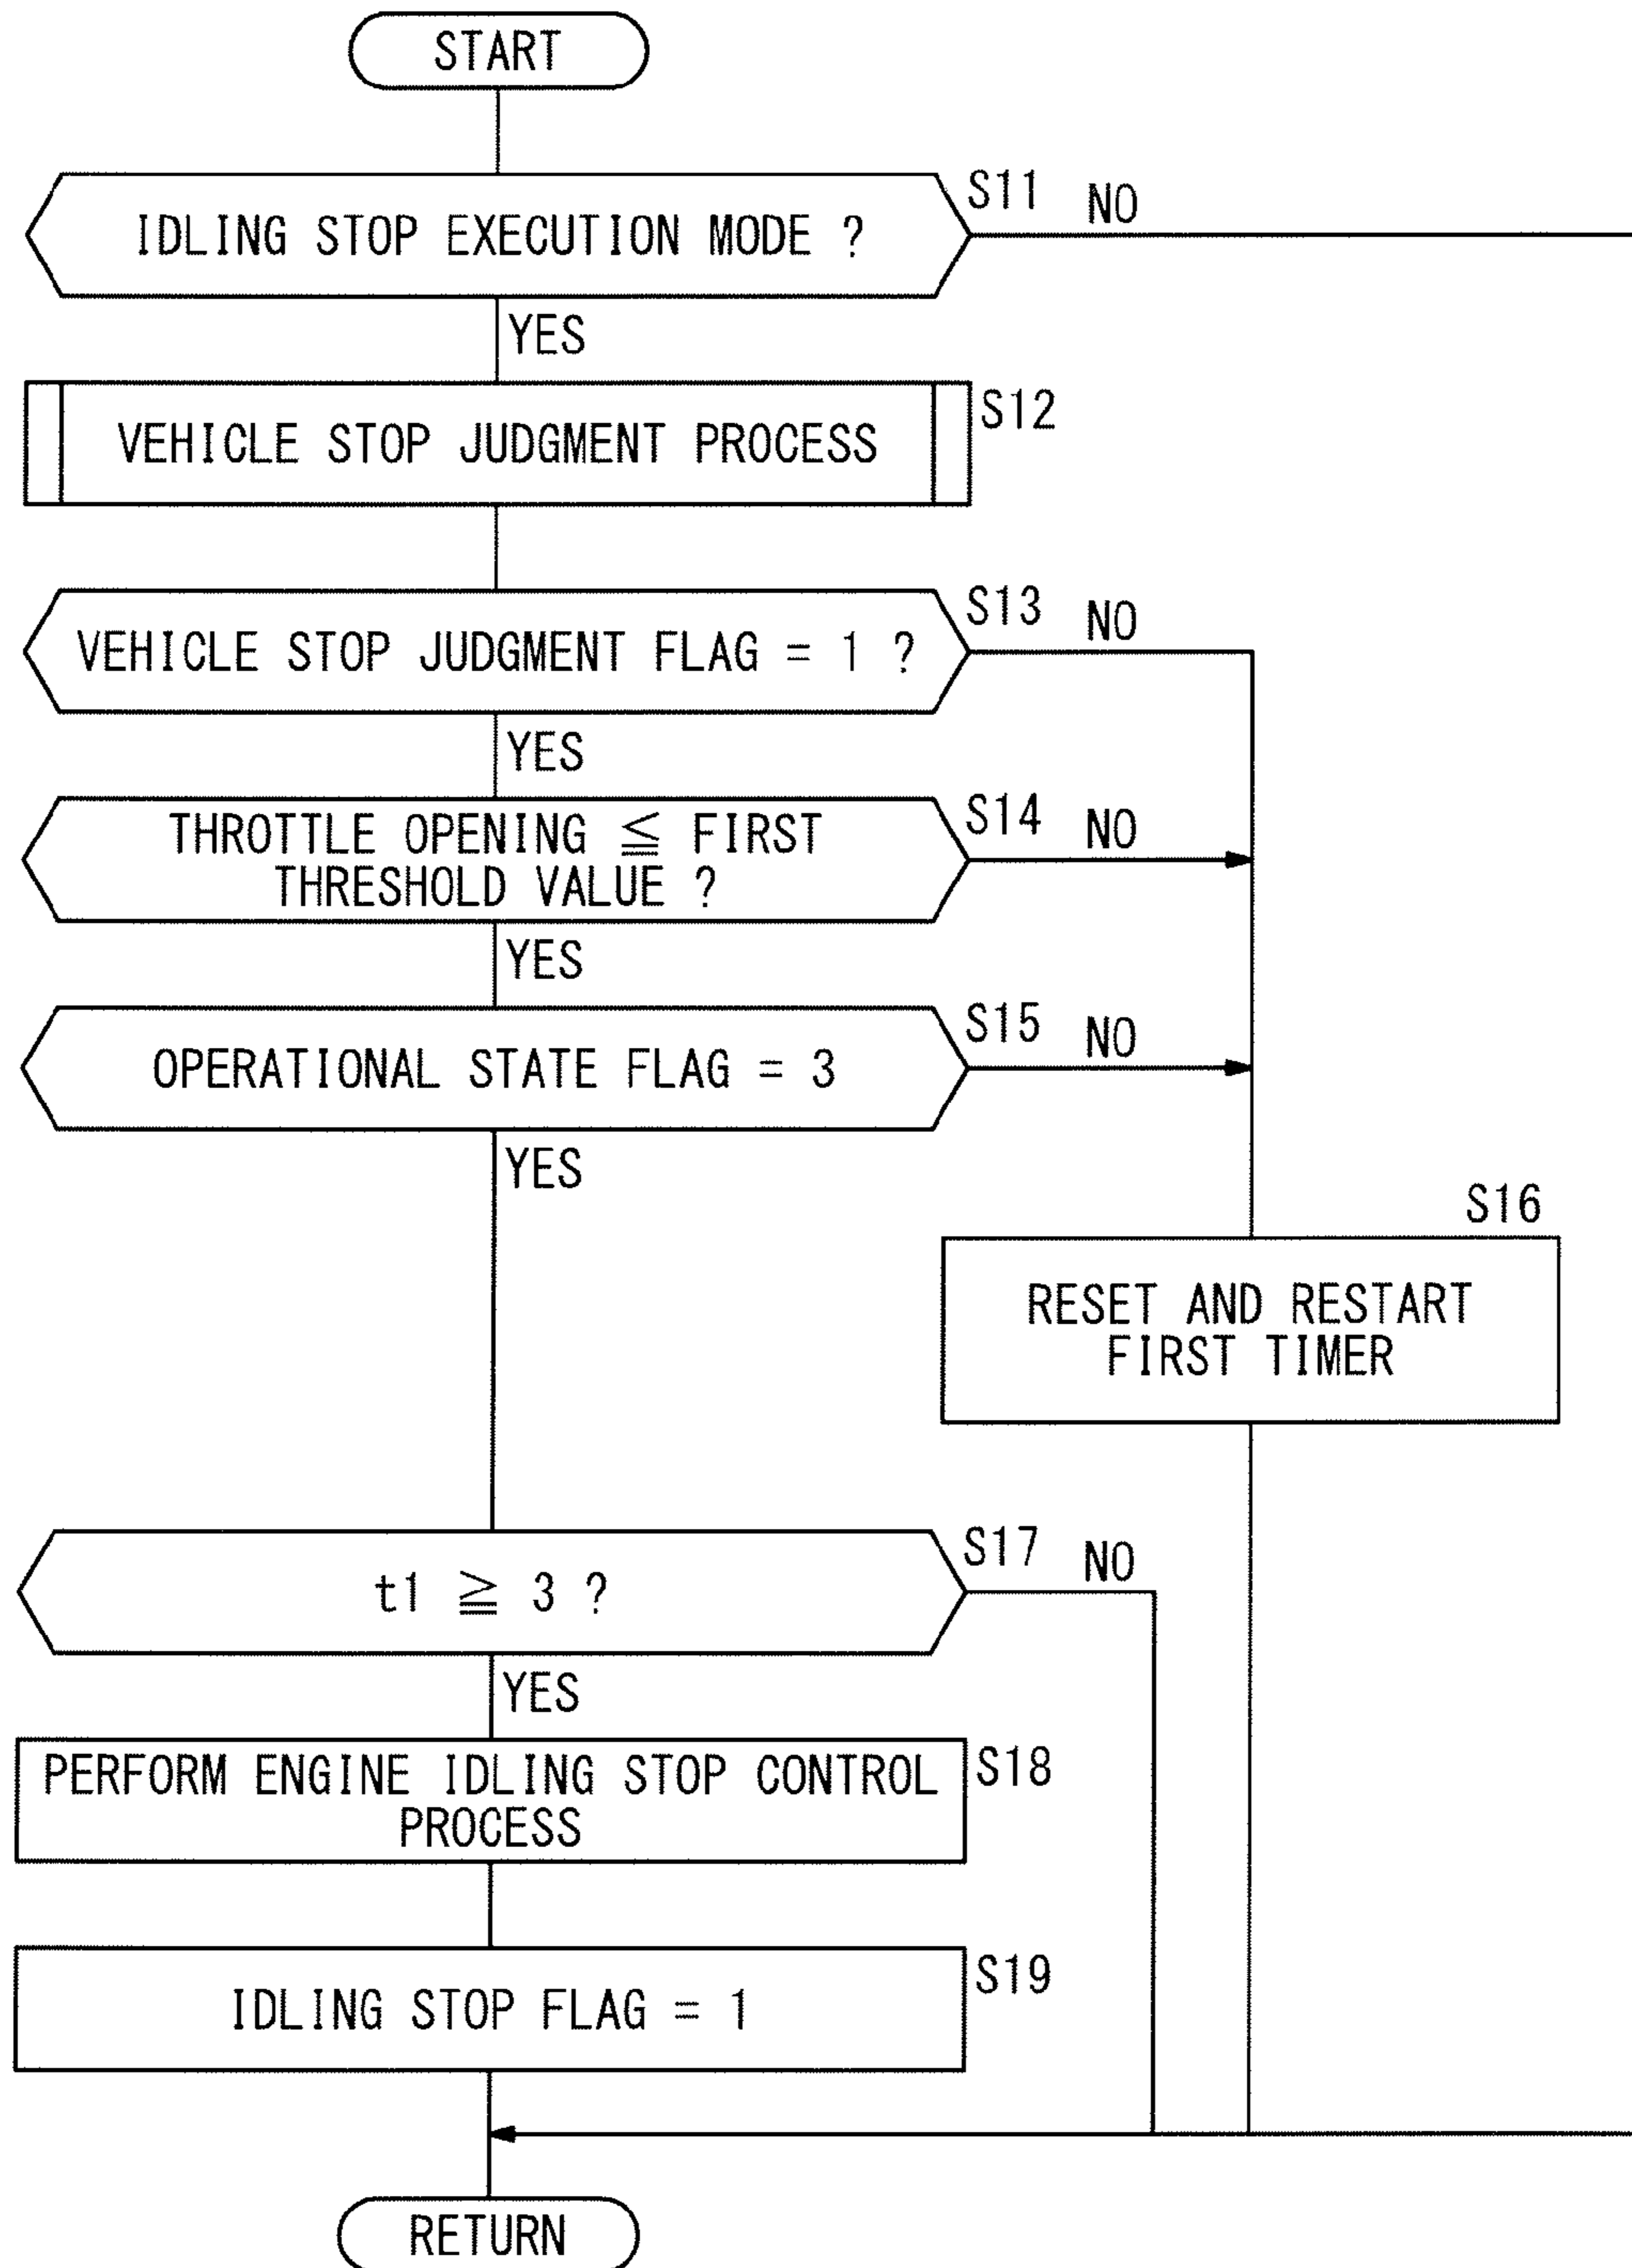 START
S11 NO
IDLING STOP EXECUTION MODE ?
YES
S12
VEHICLE STOP JUDGMENT PROCESS
S13 NO
VEHICLE STOP JUDGMENT FLAG = 1 ?
YES
S14 NO
THROTTLE OPENING ≦ FIRST
THRESHOLD VALUE ?
YES
S15 NO
OPERATIONAL STATE FLAG = 3
YES
S16
RESET AND RESTART
FIRST TIMER
S17 NO
t1 ≧ 3 ?
YES
S18
PERFORM ENGINE IDLING STOP CONTROL
PROCESS
S19
IDLING STOP FLAG = 1
RETURN